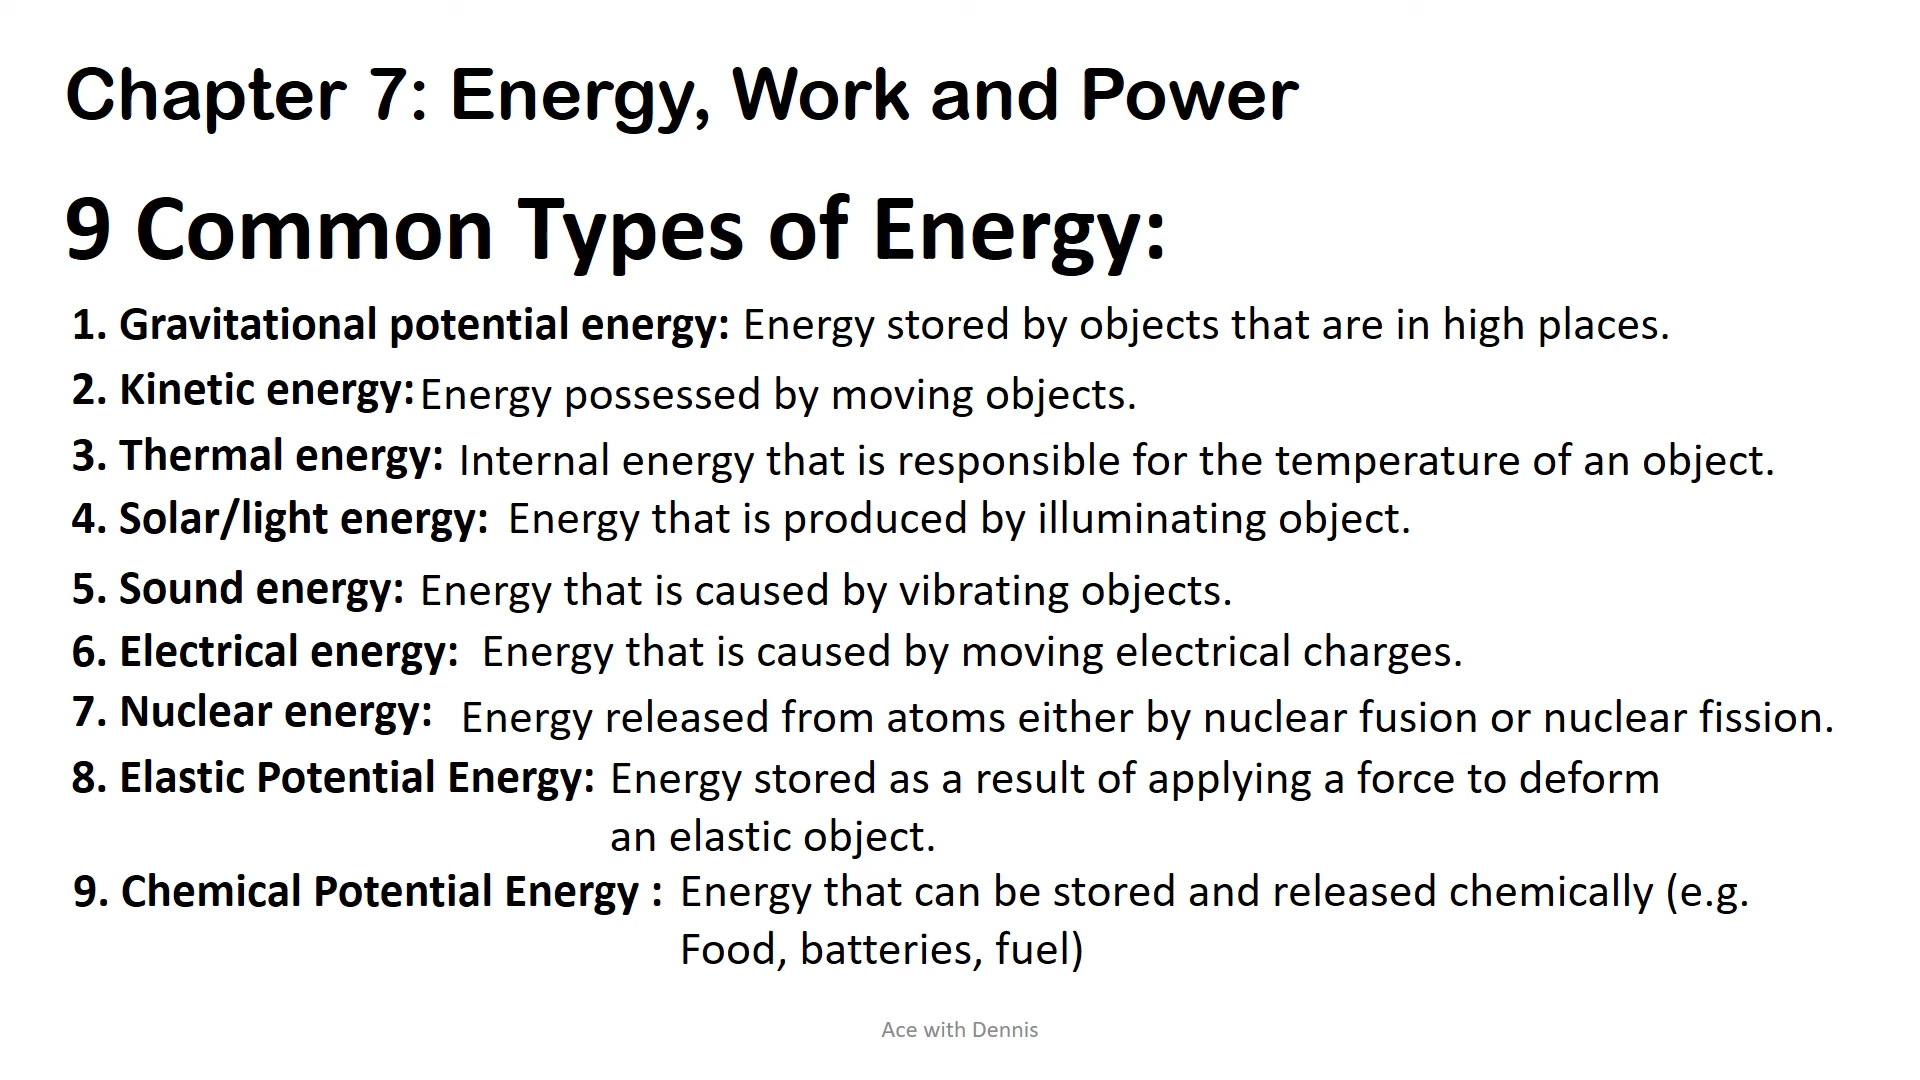 Chapter 7: Energy, Work and Power
9 Common Types of Energy:
1. Gravitational potential energy: Energy stored by objects that are in high places.
2. Kinetic energy: Energy possessed by moving objects.
3. Thermal energy: Internal energy that is responsible for the temperature of an object.
4. Solar/light energy: Energy that is produced by illuminating object.
5. Sound energy: Energy that is caused by vibrating objects.
6. Electrical energy: Energy that is caused by moving electrical charges.
7. Nuclear energy: Energy released from atoms either by nuclear fusion or nuclear fission.
8. Elastic Potential Energy: Energy stored as a result of applying a force to deform
an elastic object.
9. Chemical Potential Energy : Energy that can be stored and released chemically (e.g.
Food, batteries, fuel)
Ace with Dennis